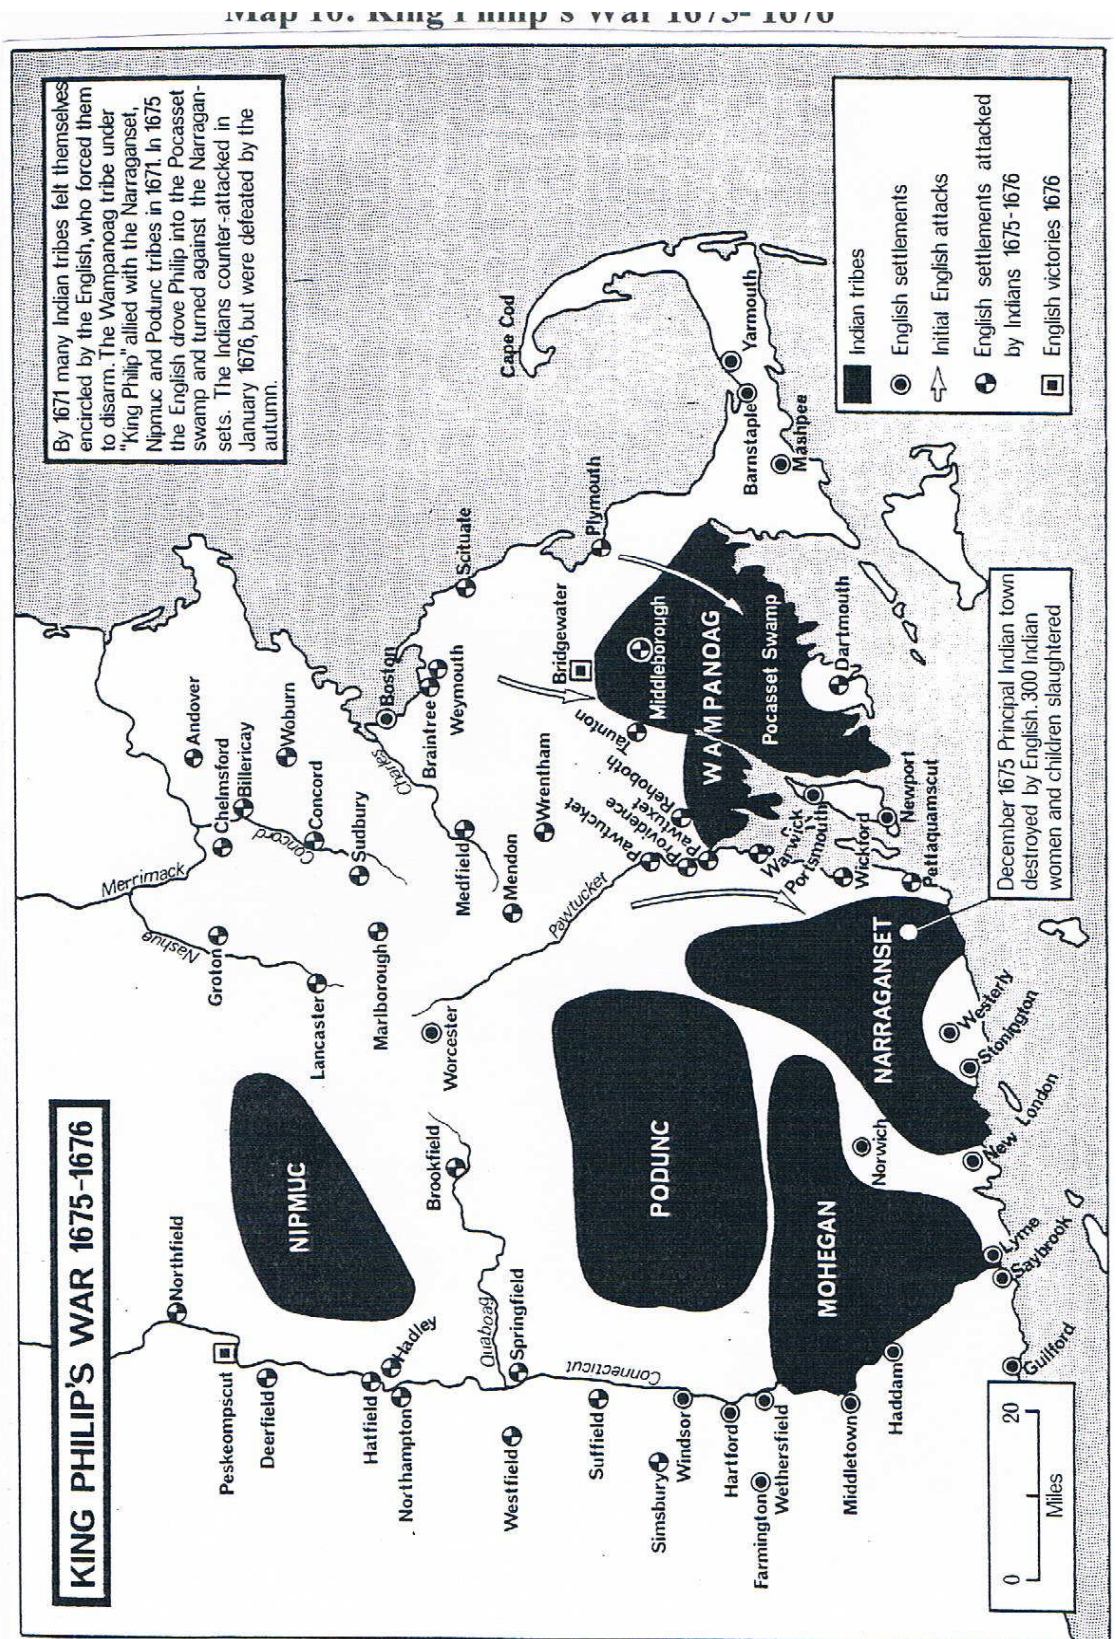 Map 10: King Philip's War 1675-1676
KING PHILIP'S WAR 1675-1676
By 1671 many Indian tribes felt themselves
encircled by the English, who forced them
to disarm. The Wampanoag tribe under
"King Philip" allied with the Narraganset,
Nipmuc and Podunc tribes in 1671. In 1675
the English drove Philip into the Pocasset
swamp and turned against the Narragan-
sets. The Indians counter-attacked in
January 1676, but were defeated by the
autumn.
Northfield
Peskeompscut
Deerfield
Hatfield
Hadley
Northampton
Quaboag
Springfield
Westfield
Connecticut
Suffield
Simsbury
Windsor
Hartford
Farmington
Wethersfield
Middletown
Haddam
Guilford
Saybrook
Lyme
New London
Norwich
Stonington
Westerly
NIPMUC
PODUNC
MOHEGAN
NARRAGANSET
WAMPANOAG
Pocasset Swamp
Brookfield
Worcester
Merrimack
Nashue
Groton
Lancaster
Marlborough
Chelmsford
Billericay
Andover
Woburn
Concord
Concord
Sudbury
Charles
Boston
Braintree
Weymouth
Scituate
Medfield
Mendon
Wrentham
Pawtucket
Pawtucket
Providence
Pawtuxet
Rehoboth
Taunton
Bridgewater
Middleborough
Plymouth
Dartmouth
Warwick
Portsmouth
Wickford
Newport
Pettaquamscut
Cape Cod
Yarmouth
Barnstaple
Mashpee
December 1675 Principal Indian town
destroyed by English. 300 Indian
women and children slaughtered
Indian tribes
English settlements
Initial English attacks
English settlements attacked
by Indians 1675-1676
English victories 1676
0 20
Miles